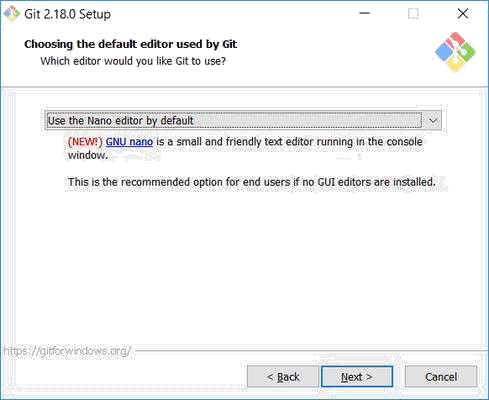 Git 2.18.0 Setup
Choosing the default editor used by Git
Which editor would you like Git to use?
Use the Nano editor by default
(NEW!) GNU nano is a small and friendly text editor running in the console
window.
This is the recommended option for end users if no GUI editors are installed.
https://gitforwindows.org/
< Back
Next >
Cancel